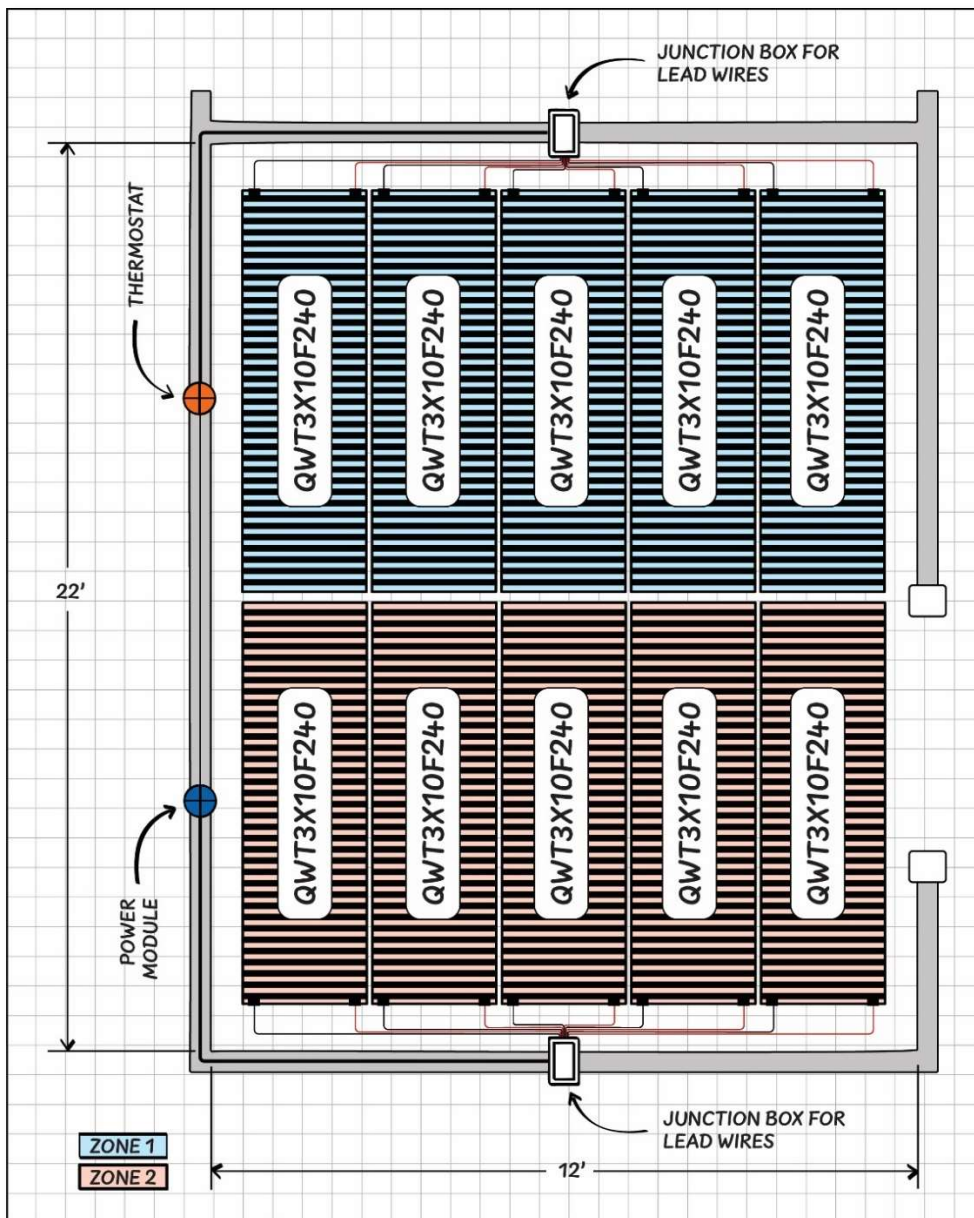 JUNCTION BOX FOR
LEAD WIRES
THERMOSTAT
QWT3X10F240
QWT3X10F240
QWT3X10F240
QWT3X10F240
QWT3X10F240
22'
QWT3X10F240
QWT3X10F240
QWT3X10F240
QWT3X10F240
QWT3X10F240
POWER
MODULE
JUNCTION BOX FOR
LEAD WIRES
ZONE 1
ZONE 2
12'